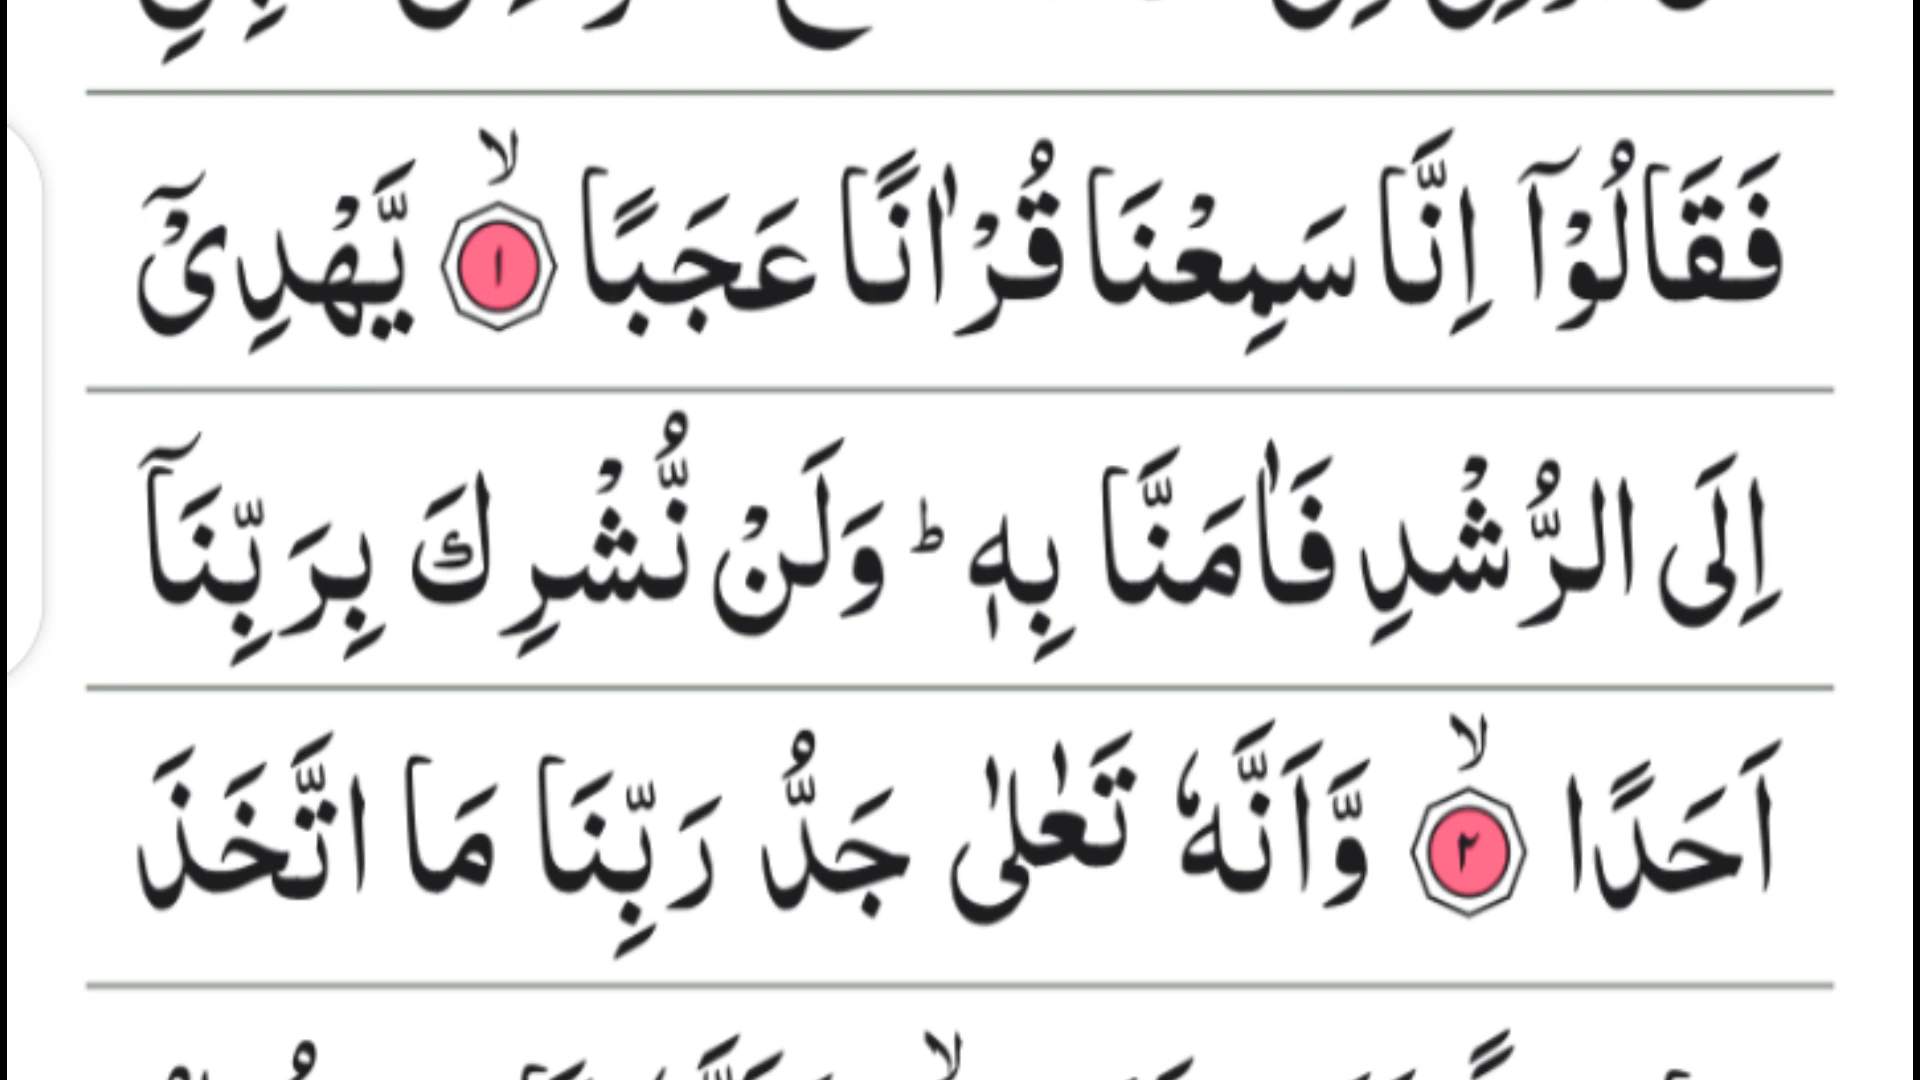 فَقَالُوْۤا اِنَّا سَمِعْنَا قُرْاٰنًا عَجَبًا ۙ ١ يَّهْدِیْۤ
اِلَى الرُّشْدِ فَاٰمَنَّا بِهٖ ؕ وَلَنْ نُّشْرِكَ بِرَبِّنَاۤ
اَحَدًا ۙ ٢ وَّاَنَّهٗ تَعٰلٰى جَدُّ رَبِّنَا مَا اتَّخَذَ